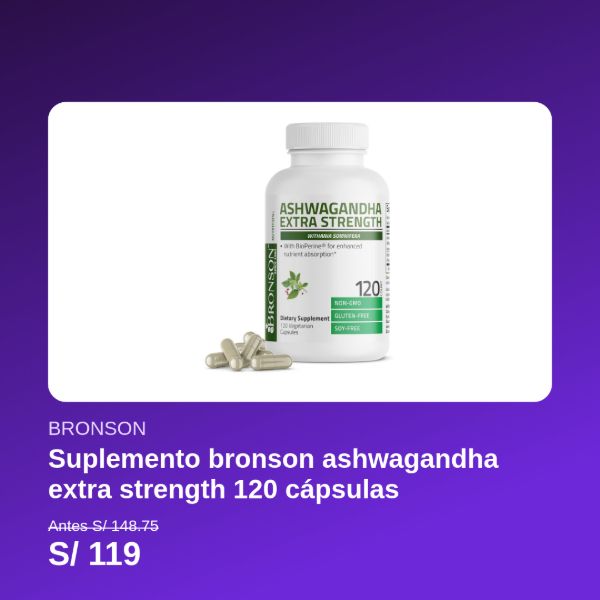 ASHWAGANDHA
EXTRA STRENGTH
WITHANIA SOMNIFERA
• With BioPerine® for enhanced
nutrient absorption*
BRONSON
120
NON-GMO
GLUTEN-FREE
SOY-FREE
Dietary Supplement
120 Vegetarian
Capsules
BRONSON
Suplemento bronson ashwagandha
extra strength 120 cápsulas
Antes S/ 148.75
S/ 119